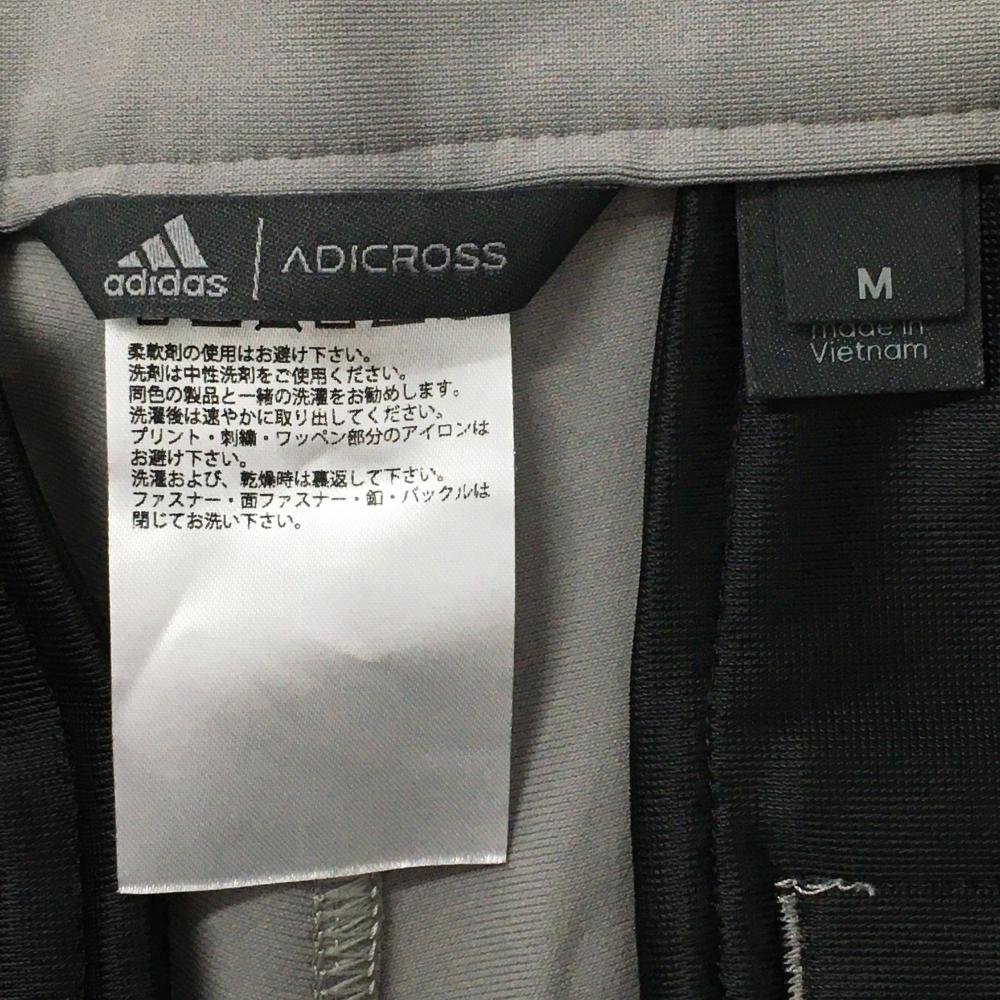 adidas
ADICROSS
M
made in
Vietnam
柔軟剤の使用はお避け下さい。
洗剤は中性洗剤をご使用ください。
同色の製品と一緒の洗濯をお勧めします。
洗濯後は速やかに取り出してください。
プリント・刺繍・ワッペン部分のアイロンは
お避け下さい。
洗濯および、乾燥時は裏返して下さい。
ファスナー・面ファスナー・釦・バックルは
閉じてお洗い下さい。